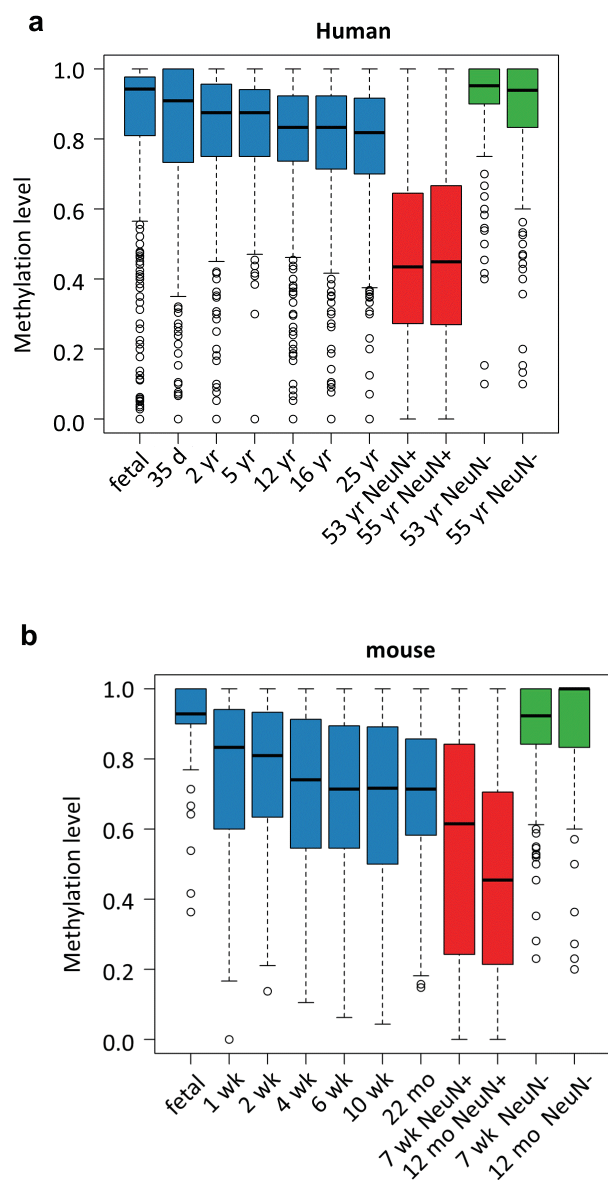 a
Human
Methylation level
1.0
0.8
0.6
0.4
0.2
0.0
fetal
35 d
2 yr
5 yr
12 yr
16 yr
25 yr
53 yr NeuN+
55 yr NeuN+
53 yr NeuN-
55 yr NeuN-
b
mouse
Methylation level
1.0
0.8
0.6
0.4
0.2
0.0
fetal
1 wk
2 wk
4 wk
6 wk
10 wk
22 mo
7 wk NeuN+
12 mo NeuN+
7 wk NeuN-
12 mo NeuN-